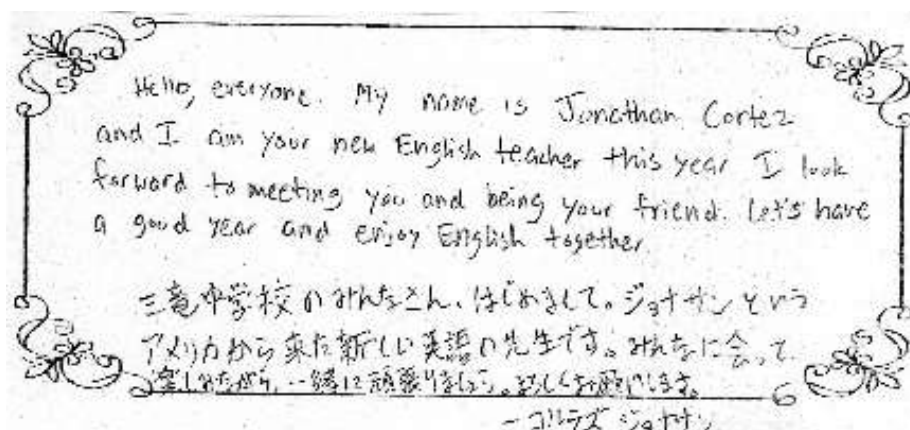 Hello, everyone. My name is Jonathan Cortez
and I am your new English teacher this year I look
forward to meeting you and being your friend. Let's have
a good year and enjoy English together.
三竜中学校のみんなさん、はじめまして。ジョナサンという
アメリカから来た新しい英語の先生です。みんなに会って
楽しみながら、一緒に頑張りましょう。よろしくお願いします。
ーコルテズ ジョナサン